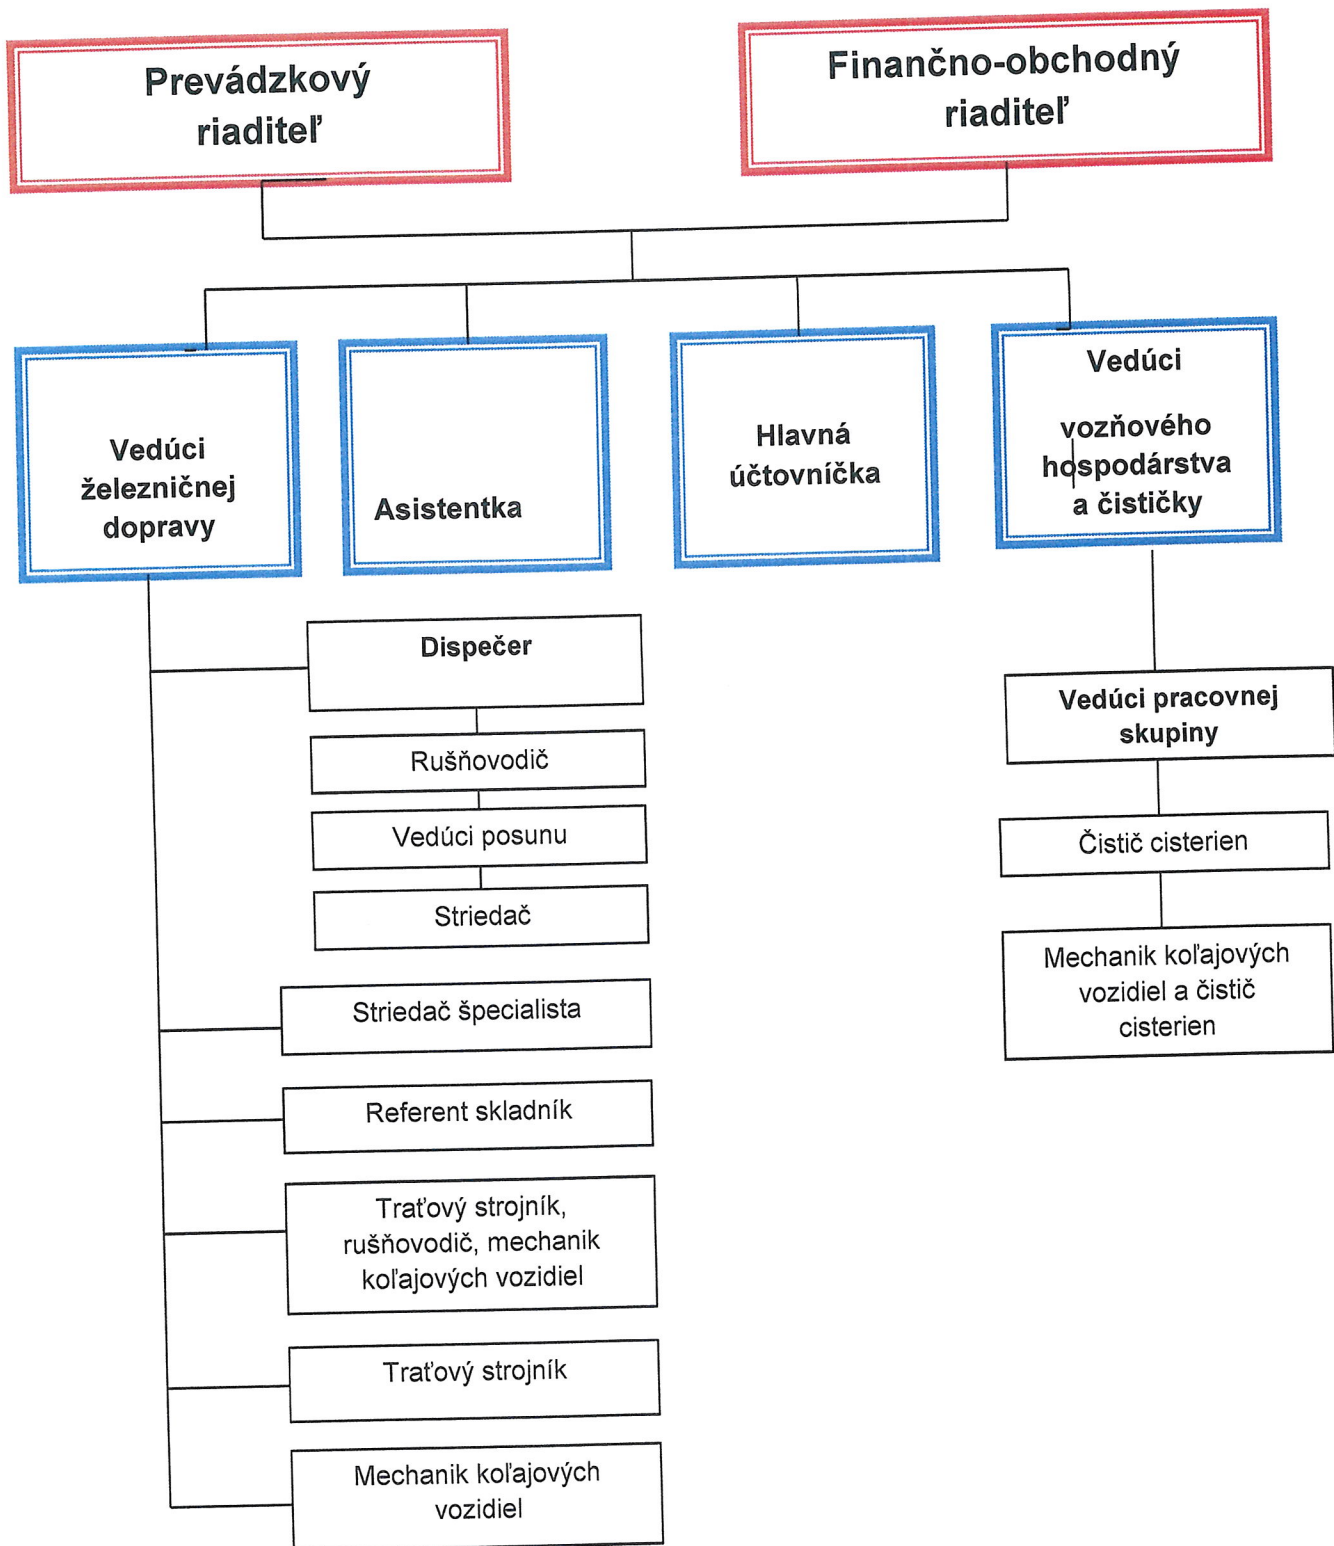 Prevádzkový
riaditeľ
Finančno-obchodný
riaditeľ
Vedúci
železničnej
dopravy
Asistentka
Hlavná
účtovníčka
Vedúci
vozňového
hospodárstva
a čističky
Dispečer
Rušňovodič
Vedúci posunu
Striedač
Striedač špecialista
Referent skladník
Traťový strojník,
rušňovodič, mechanik
koľajových vozidiel
Traťový strojník
Mechanik koľajových
vozidiel
Vedúci pracovnej
skupiny
Čistič cisterien
Mechanik koľajových
vozidiel a čistič
cisterien